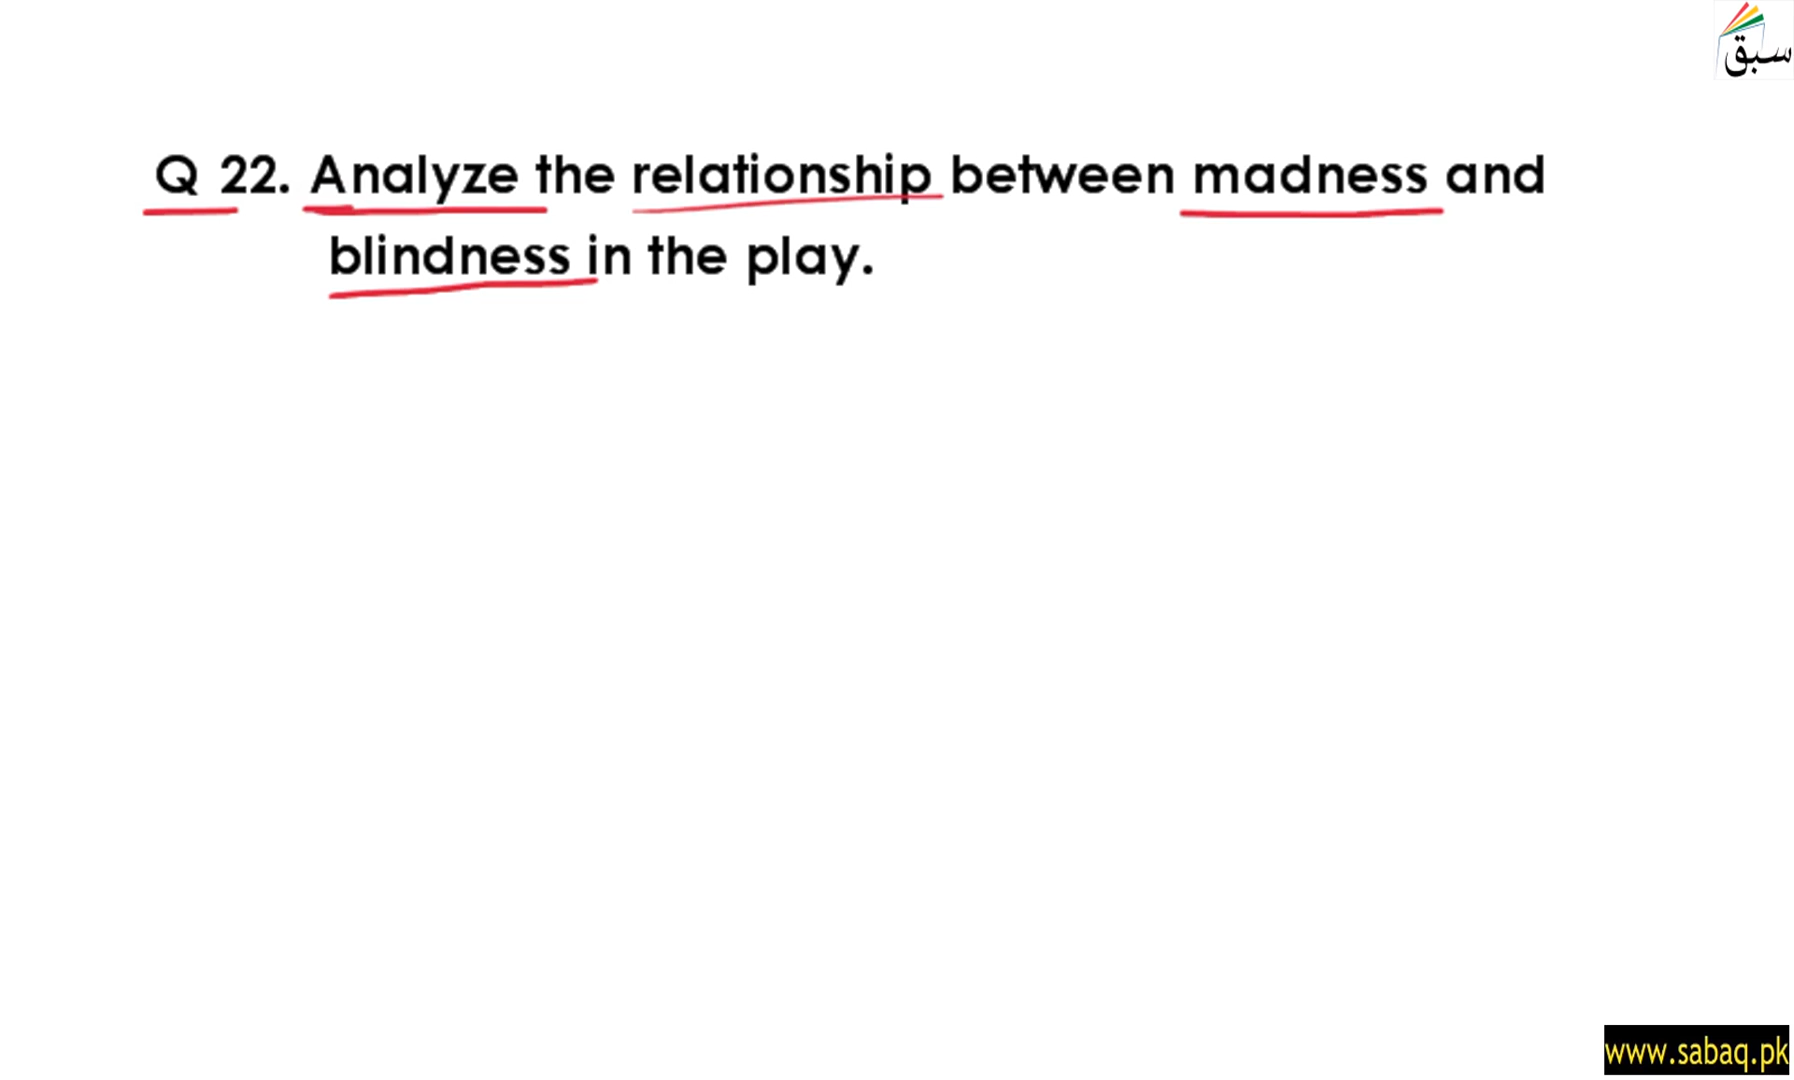 سبق
Q 22. Analyze the relationship between madness and
blindness in the play.
www.sabaq.pk